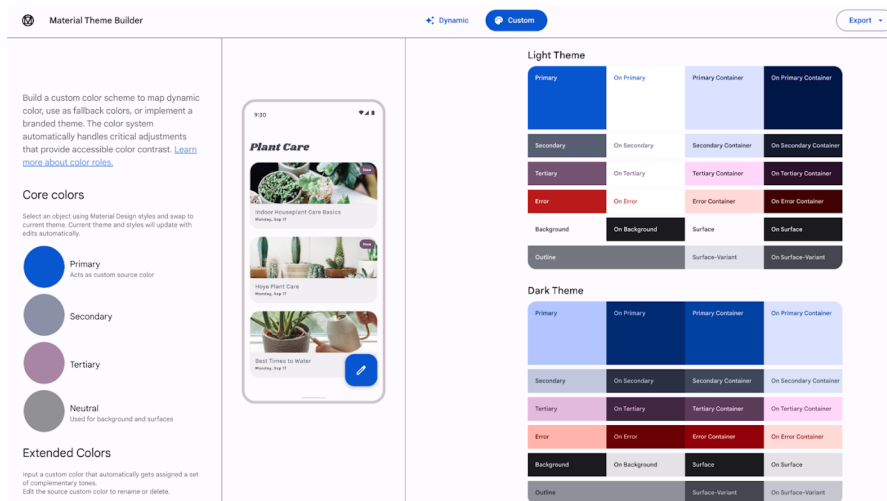 Material Theme Builder
Dynamic
Custom
Export
Build a custom color scheme to map dynamic
color, use as fallback colors, or implement a
branded theme. The color system
automatically handles critical adjustments
that provide accessible color contrast. Learn
more about color roles.
Core colors
Select an object using Material Design styles and swap to
current theme. Current theme and styles will update with
edits automatically.
Primary
Acts as custom source color
Secondary
Tertiary
Neutral
Used for background and surfaces
Extended Colors
Input a custom color that automatically gets assigned a set
of complementary tones.
Edit the source custom color to rename or delete.
9:30
Plant Care
New
Indoor Houseplant Care Basics
Monday, Sep 17
New
Hoya Plant Care
Monday, Sep 17
Best Times to Water
Monday, Sep 17
Light Theme
Primary On Primary Primary Container On Primary Container
Secondary On Secondary Secondary Container On Secondary Container
Tertiary On Tertiary Tertiary Container On Tertiary Container
Error On Error Error Container On Error Container
Background On Background Surface On Surface
Outline Surface-Variant On Surface-Variant
Dark Theme
Primary On Primary Primary Container On Primary Container
Secondary On Secondary Secondary Container On Secondary Container
Tertiary On Tertiary Tertiary Container On Tertiary Container
Error On Error Error Container On Error Container
Background On Background Surface On Surface
Outline Surface-Variant On Surface-Variant